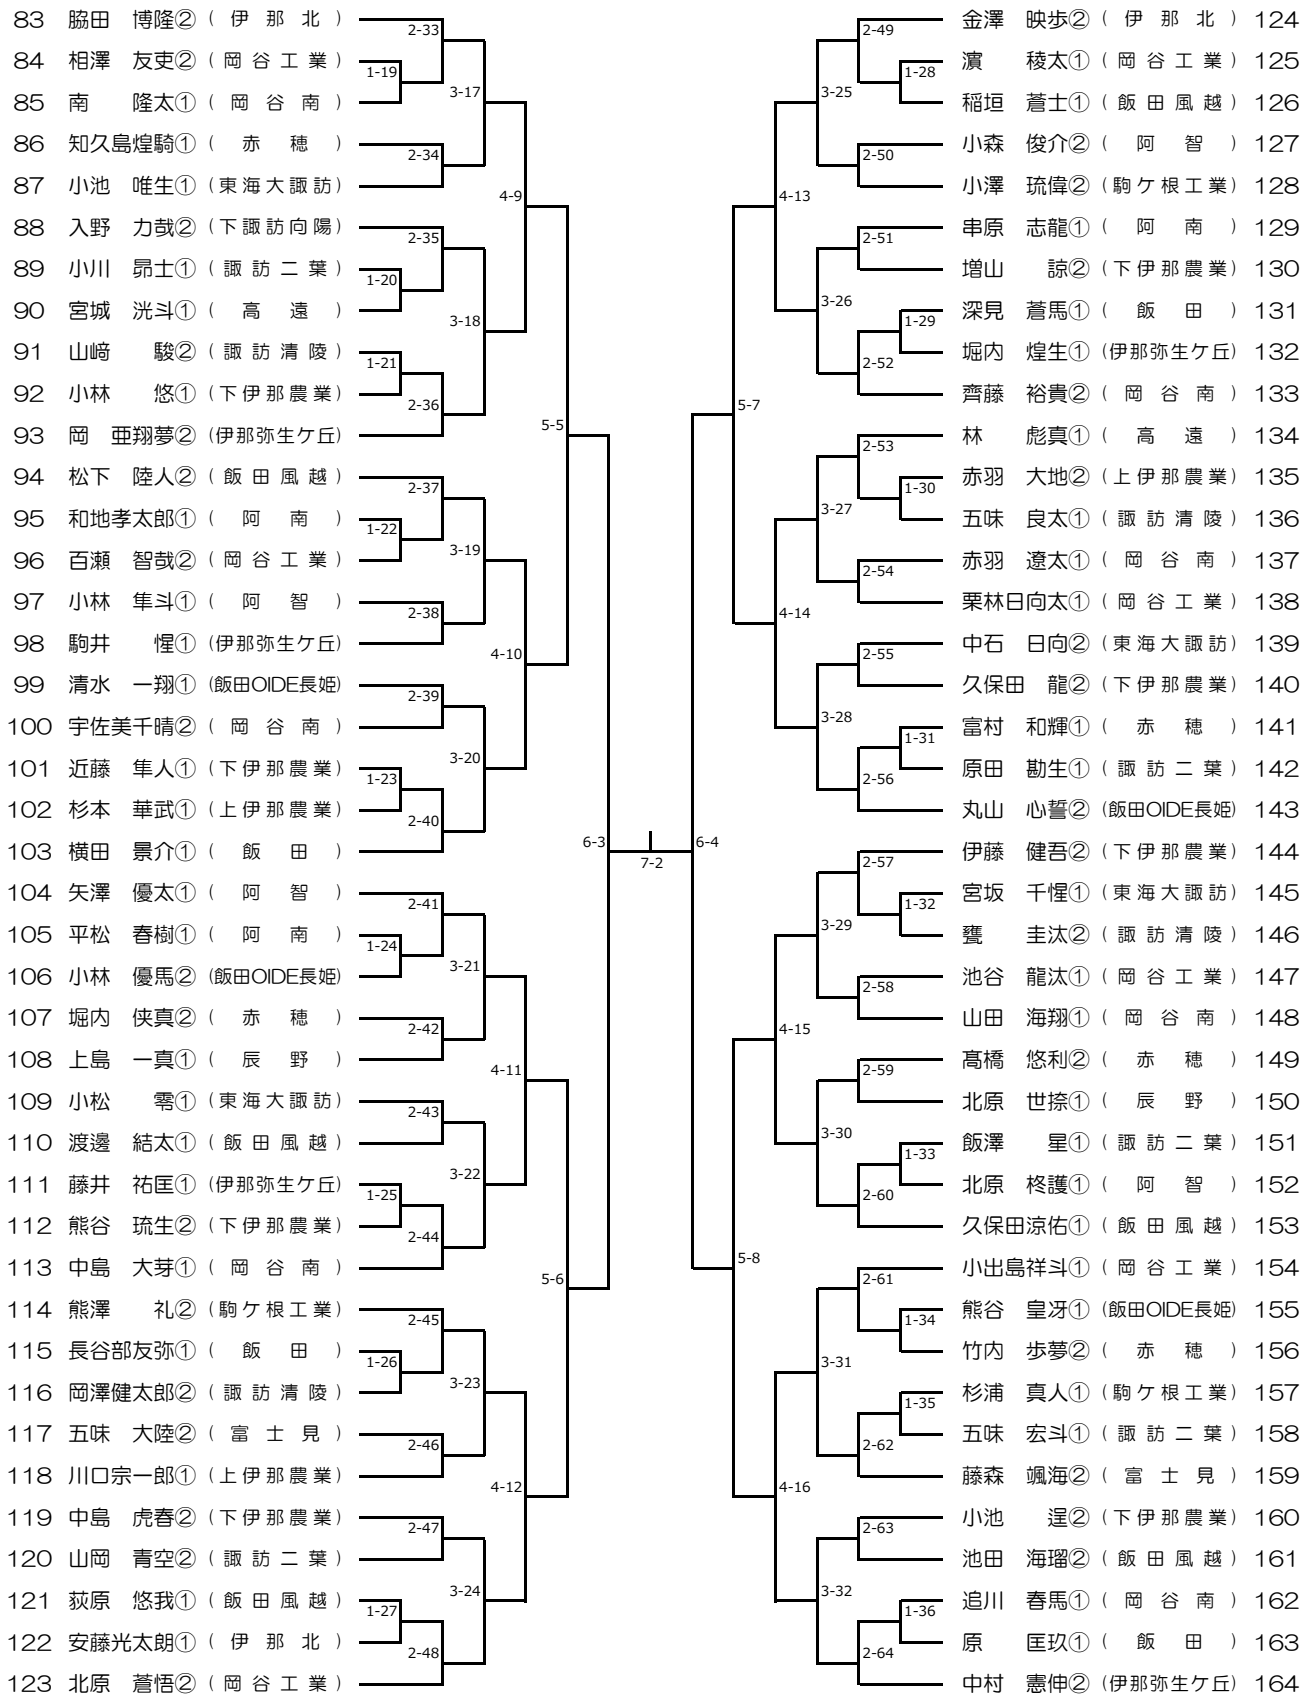 83 脇田 博隆② ( 伊 那 北 )
84 相澤 友吏② ( 岡 谷 工 業 )
85 南 隆太① ( 岡 谷 南 )
86 知久島煌騎① ( 赤 穂 )
87 小池 唯生① ( 東 海 大 諏 訪 )
88 入野 力哉② ( 下 諏 訪 向 陽 )
89 小川 昴士① ( 諏 訪 二 葉 )
90 宮城 洸斗① ( 高 遠 )
91 山﨑 駿② ( 諏 訪 清 陵 )
92 小林 悠① ( 下 伊 那 農 業 )
93 岡 亜翔夢② (伊那弥生ケ丘)
94 松下 陸人② ( 飯 田 風 越 )
95 和地孝太郎① ( 阿 南 )
96 百瀬 智哉② ( 岡 谷 工 業 )
97 小林 隼斗① ( 阿 智 )
98 駒井 惺① (伊那弥生ケ丘)
99 清水 一翔① (飯田OIDE長姫)
100 宇佐美千晴② ( 岡 谷 南 )
101 近藤 隼人① ( 下 伊 那 農 業 )
102 杉本 華武① ( 上 伊 那 農 業 )
103 横田 景介① ( 飯 田 )
104 矢澤 優太① ( 阿 智 )
105 平松 春樹① ( 阿 南 )
106 小林 優馬② (飯田OIDE長姫)
107 堀内 侠真② ( 赤 穂 )
108 上島 一真① ( 辰 野 )
109 小松 零① ( 東 海 大 諏 訪 )
110 渡邊 結太① ( 飯 田 風 越 )
111 藤井 祐匡① (伊那弥生ケ丘)
112 熊谷 琉生② ( 下 伊 那 農 業 )
113 中島 大芽① ( 岡 谷 南 )
114 熊澤 礼② ( 駒 ケ 根 工 業 )
115 長谷部友弥① ( 飯 田 )
116 岡澤健太郎② ( 諏 訪 清 陵 )
117 五味 大陸② ( 富 士 見 )
118 川口宗一郎① ( 上 伊 那 農 業 )
119 中島 虎春② ( 下 伊 那 農 業 )
120 山岡 青空② ( 諏 訪 二 葉 )
121 荻原 悠我① ( 飯 田 風 越 )
122 安藤光太朗① ( 伊 那 北 )
123 北原 蒼悟② ( 岡 谷 工 業 )
1-19
1-20
1-21
1-22
1-23
1-24
1-25
1-26
1-27
2-33
2-34
2-35
2-36
2-37
2-38
2-39
2-40
2-41
2-42
2-43
2-44
2-45
2-46
2-47
2-48
3-17
3-18
3-19
3-20
3-21
3-22
3-23
3-24
4-9
4-10
4-11
4-12
5-5
5-6
6-3
7-2
6-4
5-7
5-8
4-13
4-14
4-15
4-16
3-25
3-26
3-27
3-28
3-29
3-30
3-31
3-32
2-49
2-50
2-51
2-52
2-53
2-54
2-55
2-56
2-57
2-58
2-59
2-60
2-61
2-62
2-63
2-64
1-28
1-29
1-30
1-31
1-32
1-33
1-34
1-35
1-36
金澤 映歩② ( 伊 那 北 ) 124
濵 稜太① ( 岡 谷 工 業 ) 125
稲垣 蒼士① ( 飯 田 風 越 ) 126
小森 俊介② ( 阿 智 ) 127
小澤 琉偉② ( 駒 ケ 根 工 業 ) 128
串原 志龍① ( 阿 南 ) 129
増山 諒② ( 下 伊 那 農 業 ) 130
深見 蒼馬① ( 飯 田 ) 131
堀内 煌生① (伊那弥生ケ丘) 132
齊藤 裕貴② ( 岡 谷 南 ) 133
林 彪真① ( 高 遠 ) 134
赤羽 大地② ( 上 伊 那 農 業 ) 135
五味 良太① ( 諏 訪 清 陵 ) 136
赤羽 遼太① ( 岡 谷 南 ) 137
栗林日向太① ( 岡 谷 工 業 ) 138
中石 日向② ( 東 海 大 諏 訪 ) 139
久保田 龍② ( 下 伊 那 農 業 ) 140
富村 和輝① ( 赤 穂 ) 141
原田 勘生① ( 諏 訪 二 葉 ) 142
丸山 心誓② (飯田OIDE長姫) 143
伊藤 健吾② ( 下 伊 那 農 業 ) 144
宮坂 千惺① ( 東 海 大 諏 訪 ) 145
甕 圭汰② ( 諏 訪 清 陵 ) 146
池谷 龍汰① ( 岡 谷 工 業 ) 147
山田 海翔① ( 岡 谷 南 ) 148
髙橋 悠利② ( 赤 穂 ) 149
北原 世捺① ( 辰 野 ) 150
飯澤 星① ( 諏 訪 二 葉 ) 151
北原 柊護① ( 阿 智 ) 152
久保田涼佑① ( 飯 田 風 越 ) 153
小出島祥斗① ( 岡 谷 工 業 ) 154
熊谷 皇冴① (飯田OIDE長姫) 155
竹内 歩夢② ( 赤 穂 ) 156
杉浦 真人① ( 駒 ケ 根 工 業 ) 157
五味 宏斗① ( 諏 訪 二 葉 ) 158
藤森 颯海② ( 富 士 見 ) 159
小池 逞② ( 下 伊 那 農 業 ) 160
池田 海瑠② ( 飯 田 風 越 ) 161
追川 春馬① ( 岡 谷 南 ) 162
原 匡玖① ( 飯 田 ) 163
中村 憲伸② (伊那弥生ケ丘) 164